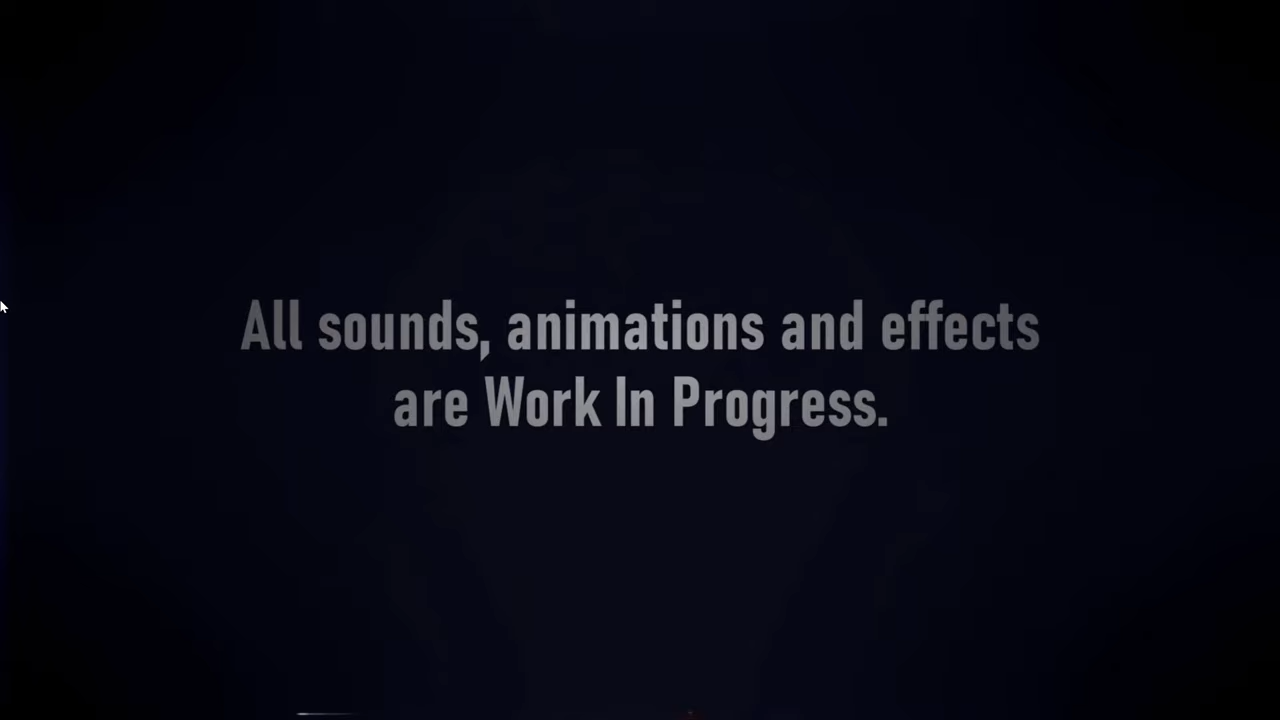 All sounds, animations and effects
are Work In Progress.